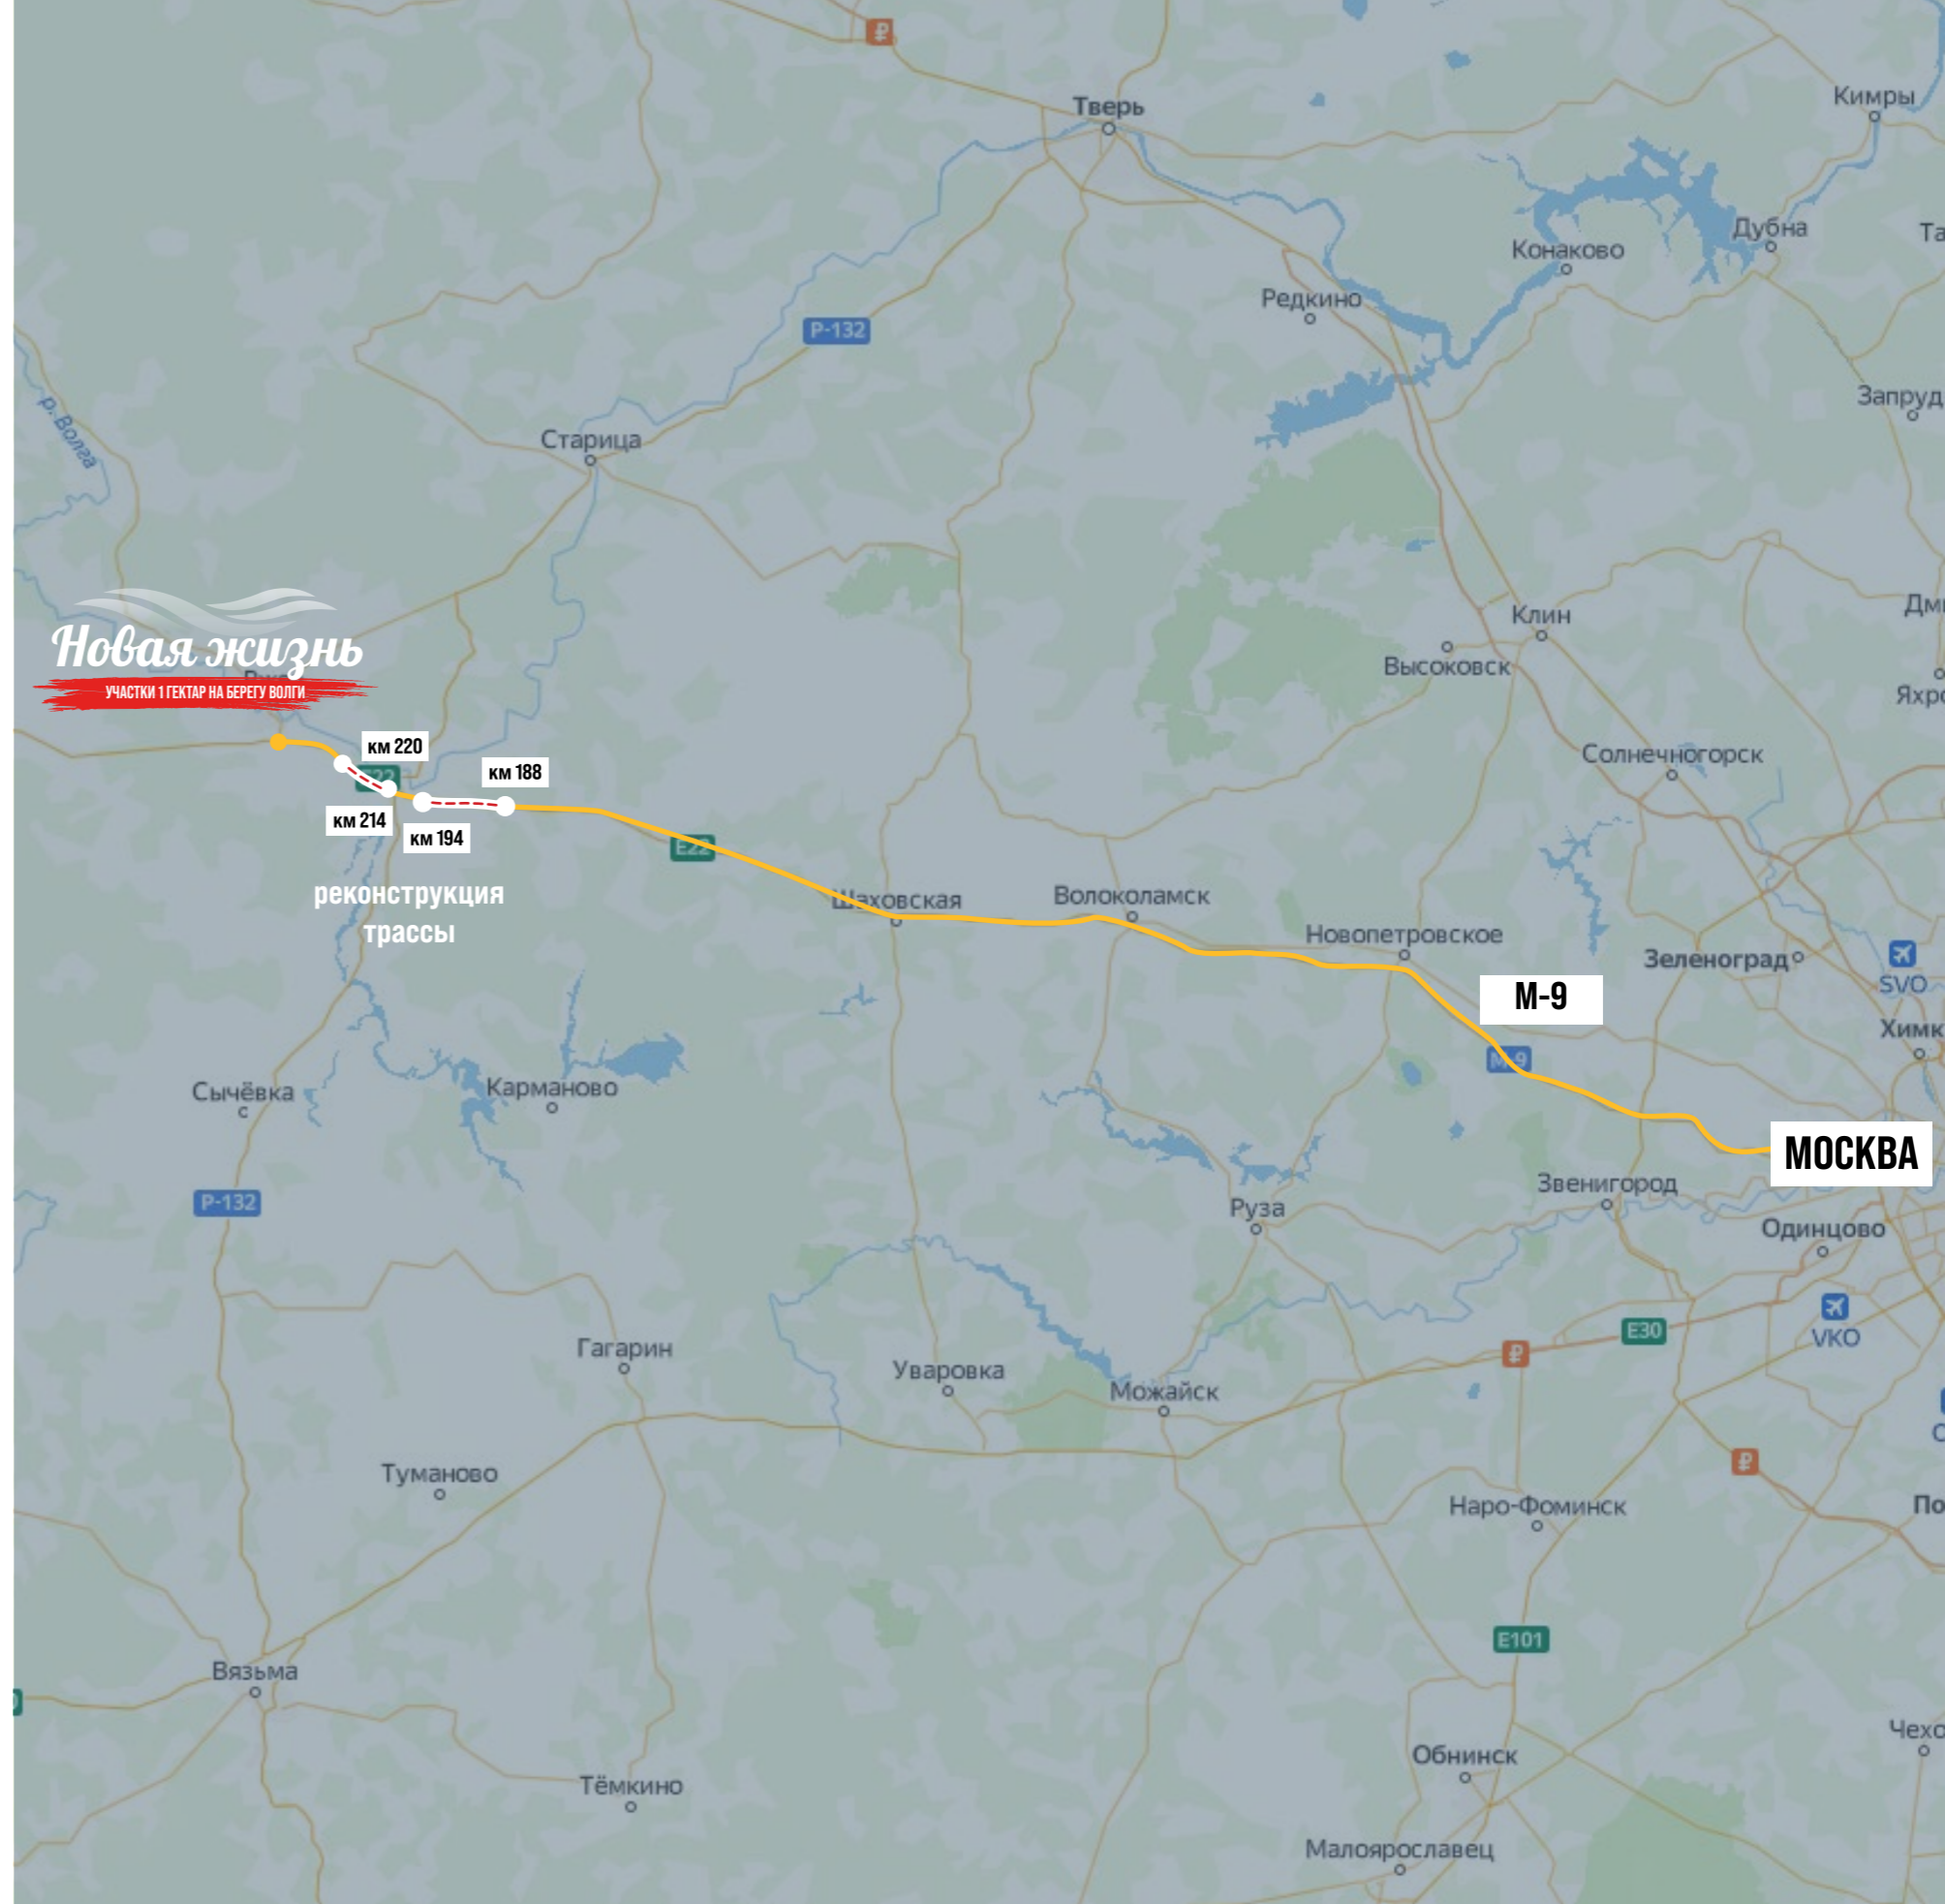 Тверь
Кимры
Дубна
Конаково
Редкино
Р-132
р. Волга
Старица
Клин
Высоковск
Новая жизнь
УЧАСТКИ 1 ГЕКТАР НА БЕРЕГУ ВОЛГИ
км 220
км 188
Солнечногорск
км 214
км 194
E22
реконструкция
трассы
Шаховская
Волоколамск
Новопетровское
Зеленоград
SVO
М-9
М-9
Сычёвка
Карманово
МОСКВА
Р-132
Звенигород
Руза
Одинцово
VKO
E30
Гагарин
Уваровка
Можайск
Туманово
Наро-Фоминск
E101
Вязьма
Обнинск
Тёмкино
Малоярославец